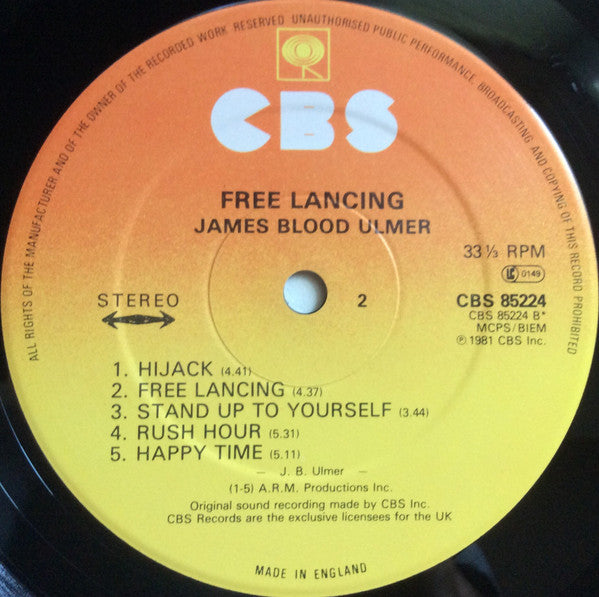 ALL RIGHTS OF THE MANUFACTURER AND OF THE OWNER OF THE RECORDED WORK RESERVED UNAUTHORISED PUBLIC PERFORMANCE BROADCASTING AND COPYING OF THIS RECORD PROHIBITED
CBS
FREE LANCING
JAMES BLOOD ULMER
33⅓ RPM
LC 0149
STEREO
2
CBS 85224
CBS 85224 B*
MCPS/BIEM
℗ 1981 CBS Inc.
1. HIJACK (4.41)
2. FREE LANCING (4.37)
3. STAND UP TO YOURSELF (3.44)
4. RUSH HOUR (5.31)
5. HAPPY TIME (5.11)
– J. B. Ulmer –
(1-5) A.R.M. Productions Inc.
Original sound recording made by CBS Inc.
CBS Records are the exclusive licensees for the UK
MADE IN ENGLAND